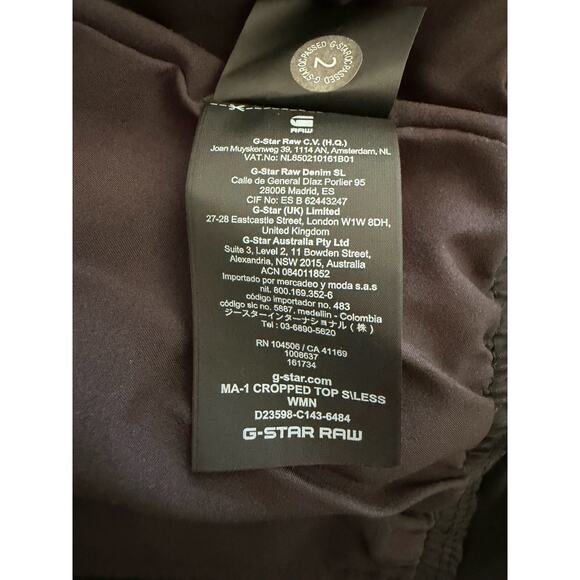 G-STAR QC PASSED G-STAR QC PASSED
2
RAW
G-Star Raw C.V. (H.Q.)
Joan Muyskenweg 39, 1114 AN, Amsterdam, NL
VAT.No: NL850210161B01
G-Star Raw Denim SL
Calle de General Díaz Porlier 95
28006 Madrid, ES
CIF No: ES B 62443247
G-Star (UK) Limited
27-28 Eastcastle Street, London W1W 8DH,
United Kingdom
G-Star Australia Pty Ltd
Suite 3, Level 2, 11 Bowden Street,
Alexandria, NSW 2015, Australia
ACN 084011852
Importado por mercadeo y moda s.a.s
nit. 800.169.352-6
código importador no. 483
código sic no. 5887. medellin - Colombia
ジースターインターナショナル(株)
Tel : 03-6890-5620
RN 104506 / CA 41169
1008637
161734
g-star.com
MA-1 CROPPED TOP S\LESS
WMN
D23598-C143-6484
G-STAR RAW